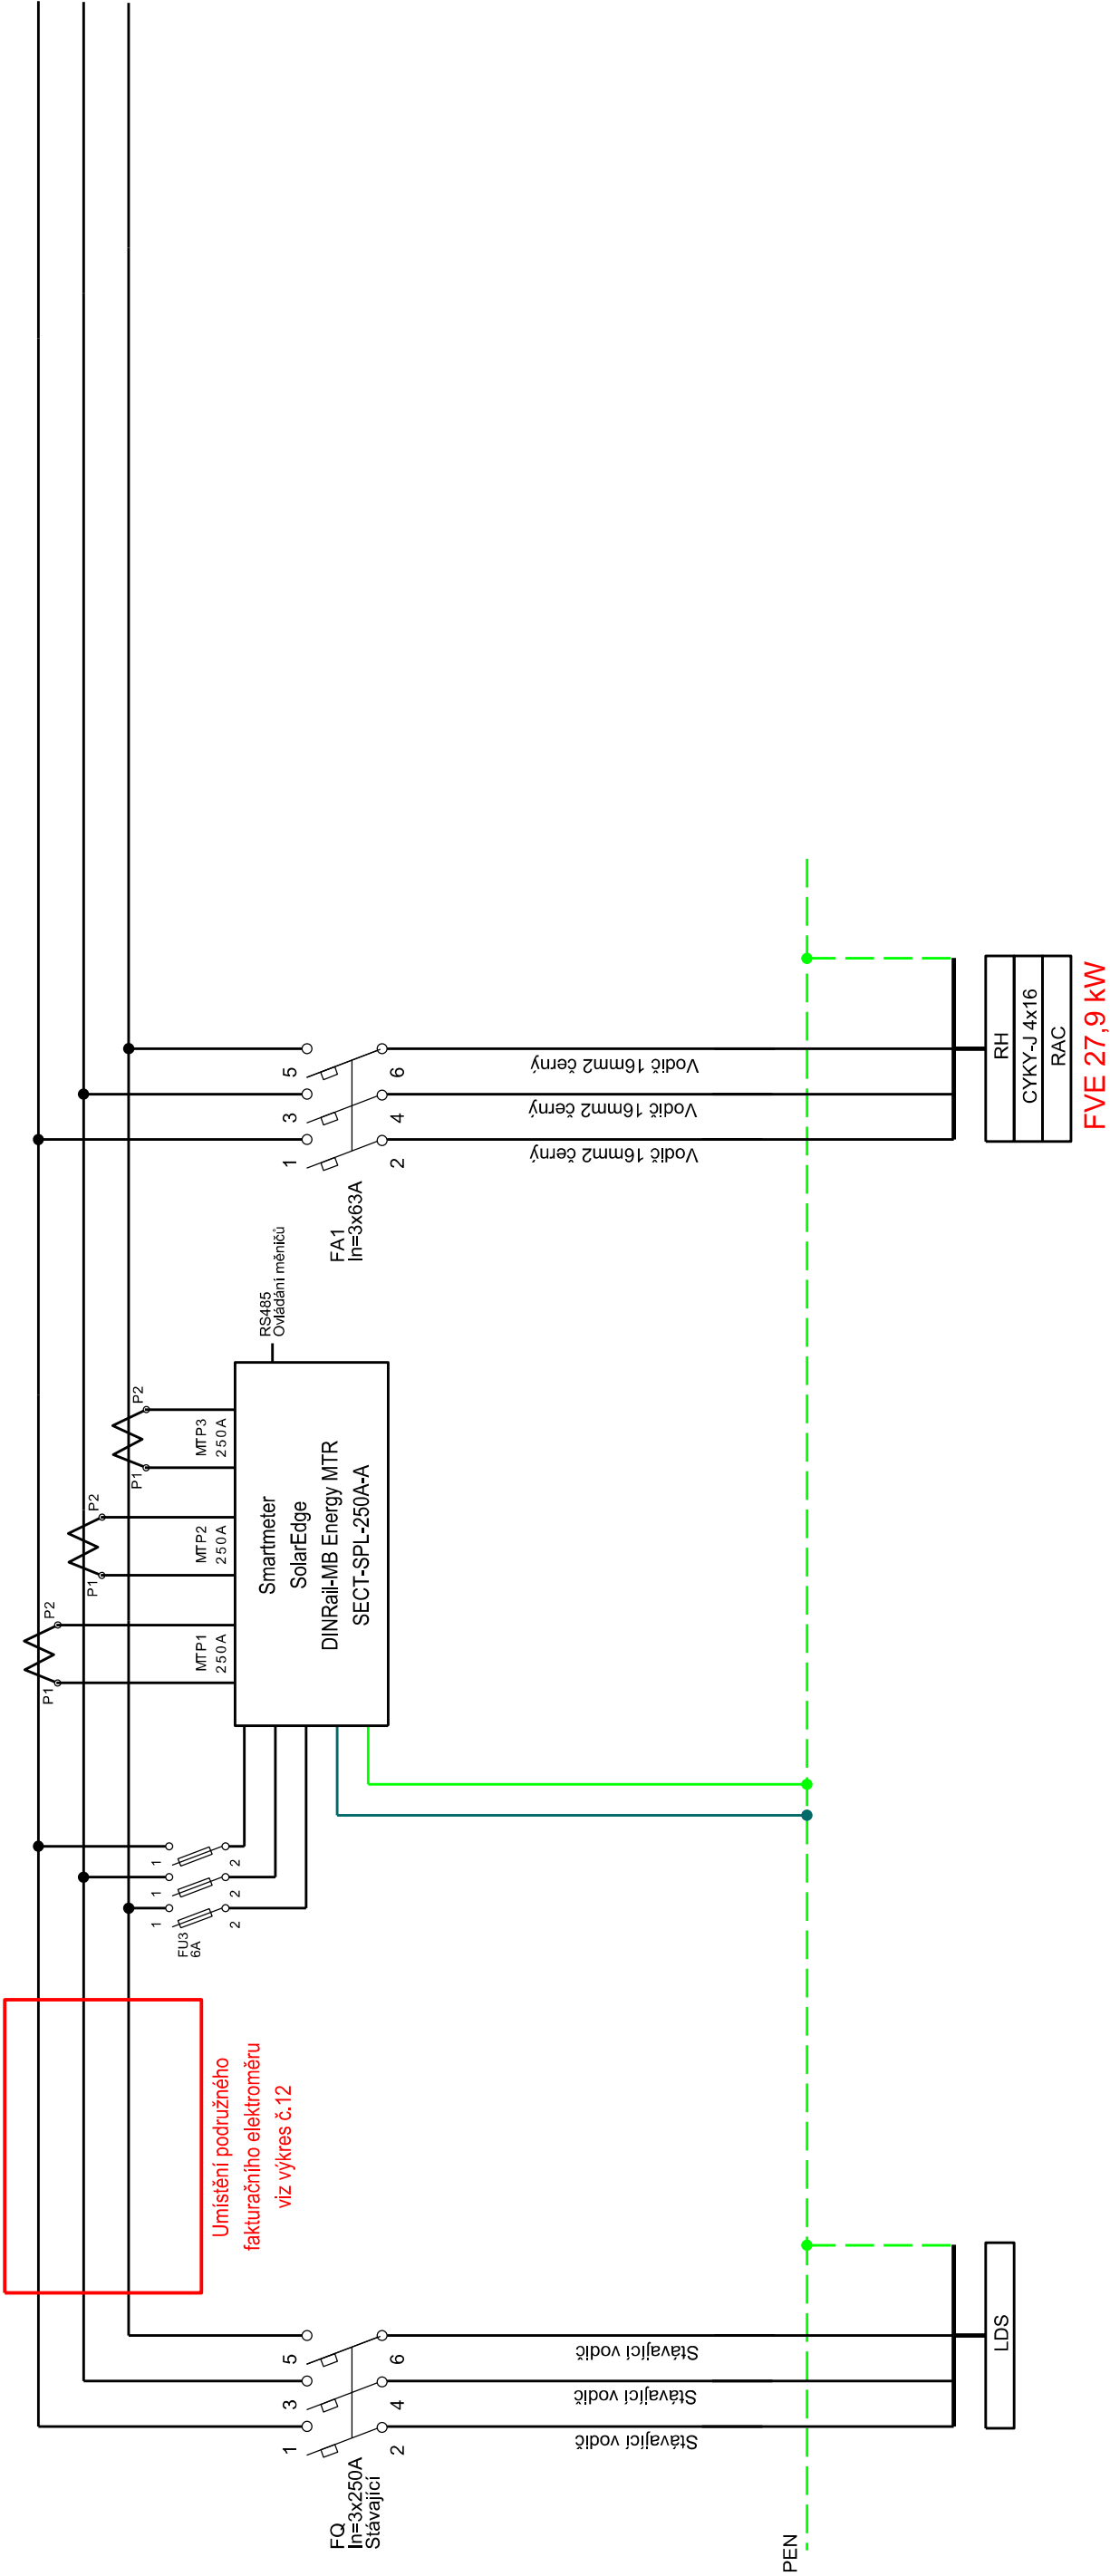 FQ
In=3x250A
Stávající
1
3
5
2
4
6
Stávající vodič
Stávající vodič
Stávající vodič
LDS
PEN
Umístění podružného
fakturačního elektroměru
viz výkres č.12
FU3
6A
1
1
1
2
2
2
P1
P2
P1
P2
P1
P2
MTP1
250A
MTP2
250A
MTP3
250A
Smartmeter
SolarEdge
DINRail-MB Energy MTR
SECT-SPL-250A-A
RS485
Ovládání měničů
FA1
In=3x63A
1
3
5
2
4
6
Vodič 16mm2 černý
Vodič 16mm2 černý
Vodič 16mm2 černý
RH
CYKY-J 4x16
RAC
FVE 27,9 kW